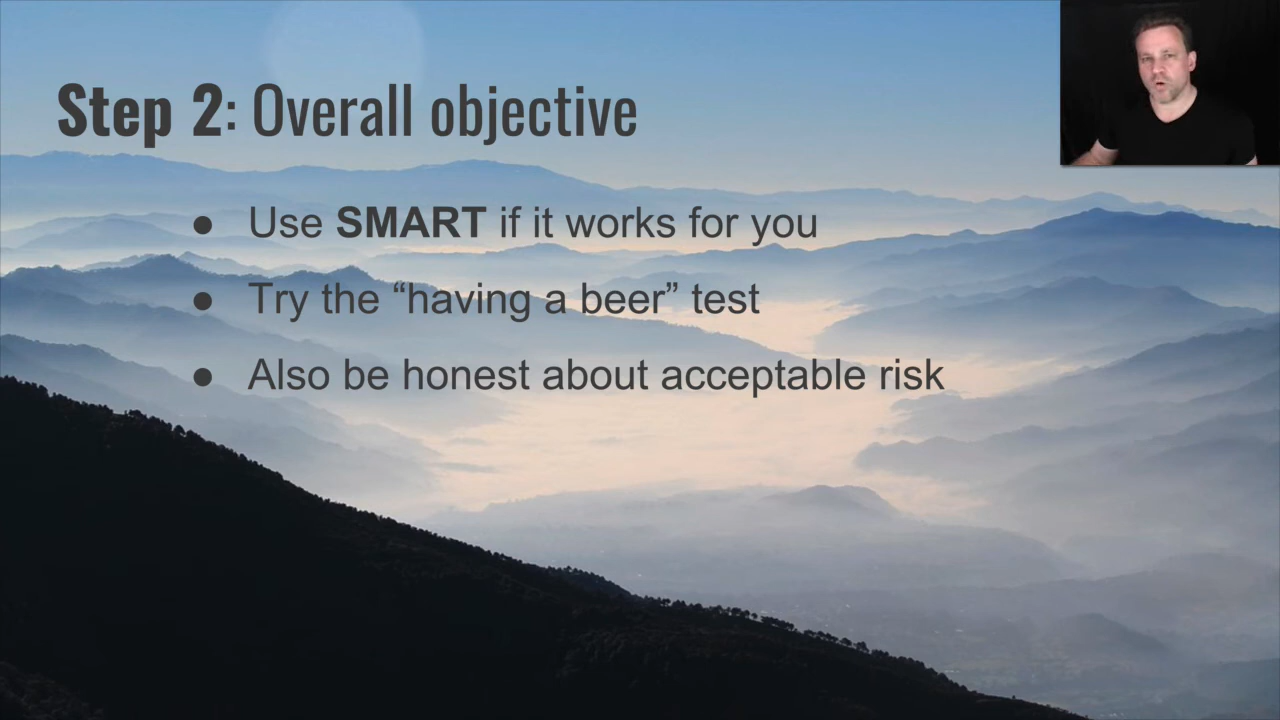 Step 2: Overall objective
● Use SMART if it works for you
● Try the “having a beer” test
● Also be honest about acceptable risk